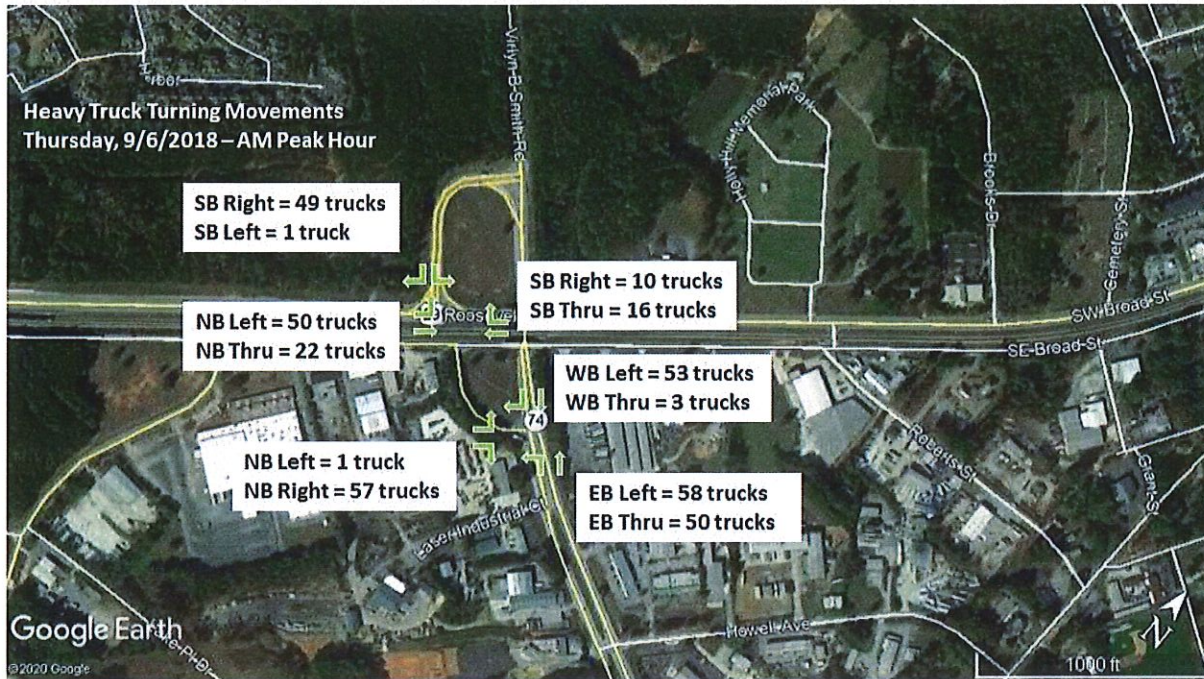 Heavy Truck Turning Movements
Thursday, 9/6/2018 – AM Peak Hour
SB Right = 49 trucks
SB Left = 1 truck
SB Right = 10 trucks
SB Thru = 16 trucks
NB Left = 50 trucks
NB Thru = 22 trucks
WB Left = 53 trucks
WB Thru = 3 trucks
NB Left = 1 truck
NB Right = 57 trucks
EB Left = 58 trucks
EB Thru = 50 trucks
Holly Hill Memorial Park
Brooks Dr
Cemetery St
SW Broad St
SE Broad St
74
Roberts St
Grant St
Laser Industrial
Howell Ave
Google Earth
©2020 Google
N
1000 ft